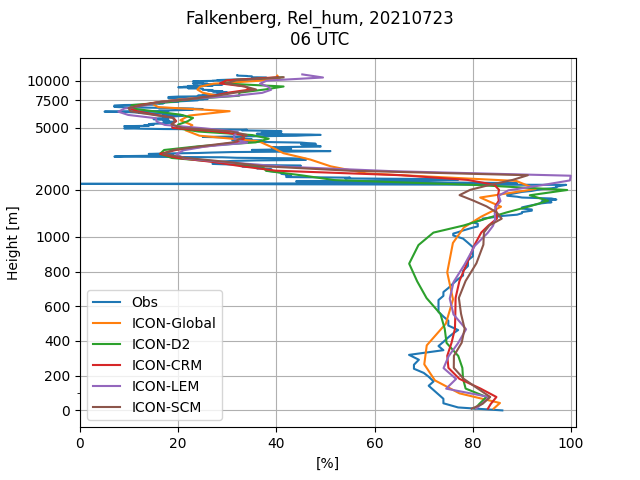 Falkenberg, Rel_hum, 20210723
06 UTC
10000
7500
5000
2000
1000
800
600
400
200
0
Height [m]
Obs
ICON-Global
ICON-D2
ICON-CRM
ICON-LEM
ICON-SCM
0 20 40 60 80 100
[%]